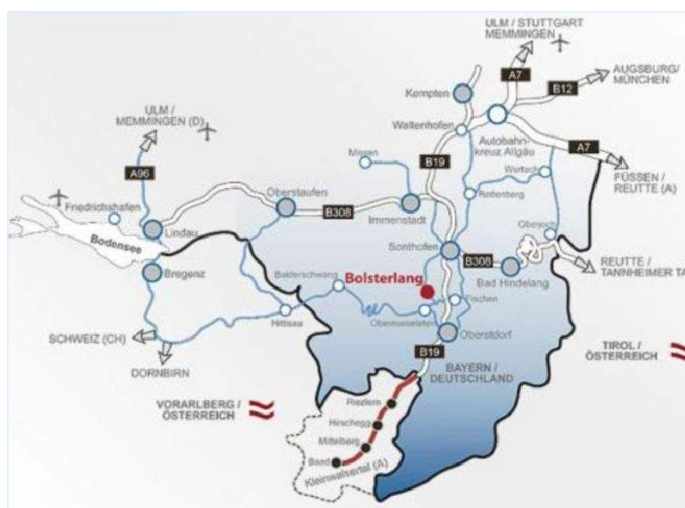 ULM / STUTTGART
MEMMINGEN
A7
AUGSBURG/
MÜNCHEN
B12
Kempten
ULM /
MEMMINGEN (D)
Waltenhofen
Autobahn-
kreuz Allgäu
A7
Missen
B19
Wertach
FÜSSEN /
REUTTE (A)
A96
Oberstaufen
Rettenberg
Friedrichshafen
B308
Immenstadt
Lindau
Oberjoch
Bodensee
Sonthofen
B308
REUTTE /
TANNHEIMER TA
Bregenz
Balderschwang
Bolsterlang
Bad Hindelang
Fischen
Hittisau
Obermaiselstein
SCHWEIZ (CH)
Oberstdorf
DORNBIRN
B19
BAYERN /
DEUTSCHLAND
TIROL /
ÖSTERREICH
VORARLBERG /
ÖSTERREICH
Riezlern
Hirschegg
Mittelberg
Baad
Kleinwalsertal (A)